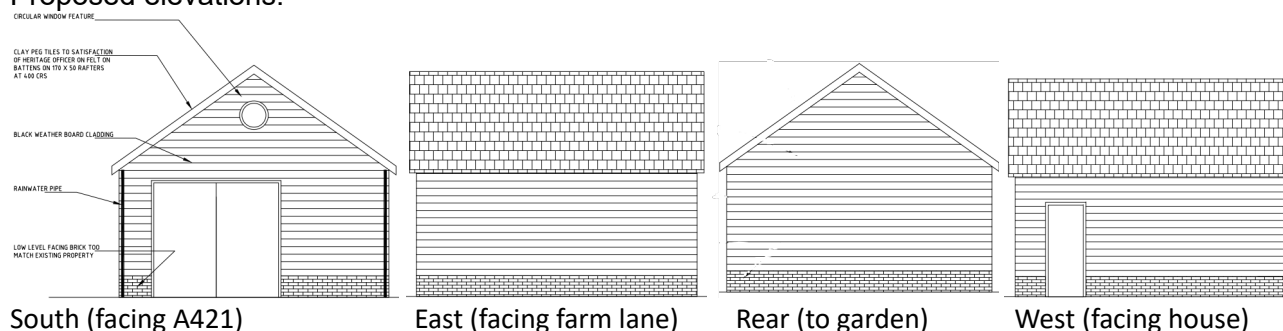 Proposed elevations:
CIRCULAR WINDOW FEATURE
CLAY PEG TILES TO SATISFACTION
OF HERITAGE OFFICER ON FELT ON
BATTENS ON 170 X 50 RAFTERS
AT 400 CRS
BLACK WEATHER BOARD CLADDING
RAINWATER PIPE
LOW LEVEL FACING BRICK TOO
MATCH EXISTING PROPERTY
South (facing A421)
East (facing farm lane)
Rear (to garden)
West (facing house)